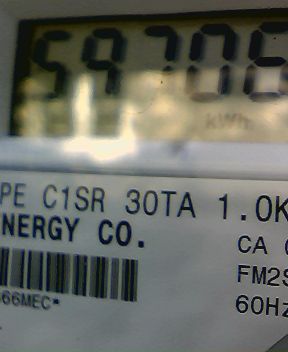 59706
kWh
PE C1SR 30TA 1.0K
NERGY CO.
CA
FM2S
66MEC*
60Hz